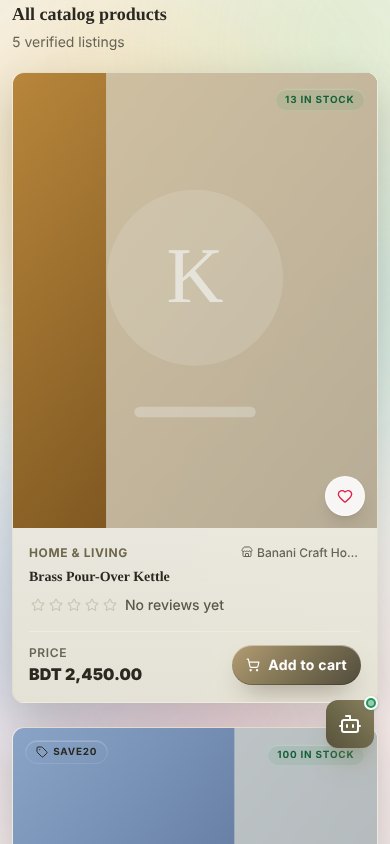 All catalog products
5 verified listings
13 IN STOCK
K
HOME & LIVING
Banani Craft Ho...
Brass Pour-Over Kettle
No reviews yet
PRICE
BDT 2,450.00
Add to cart
SAVE20
100 IN STOCK